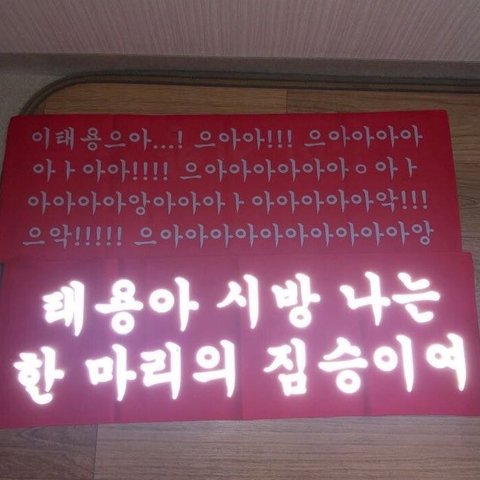 이태용으아...! 으아아!!! 으아아아아
아ㅏ아아!!!! 으아아아아아아ㅇ아ㅏ
아아아아앙아아아ㅏ아아아아아악!!!
으악!!!!! 으아아아아아아아아아아앙
태용아 시방 나는
한 마리의 짐승이여